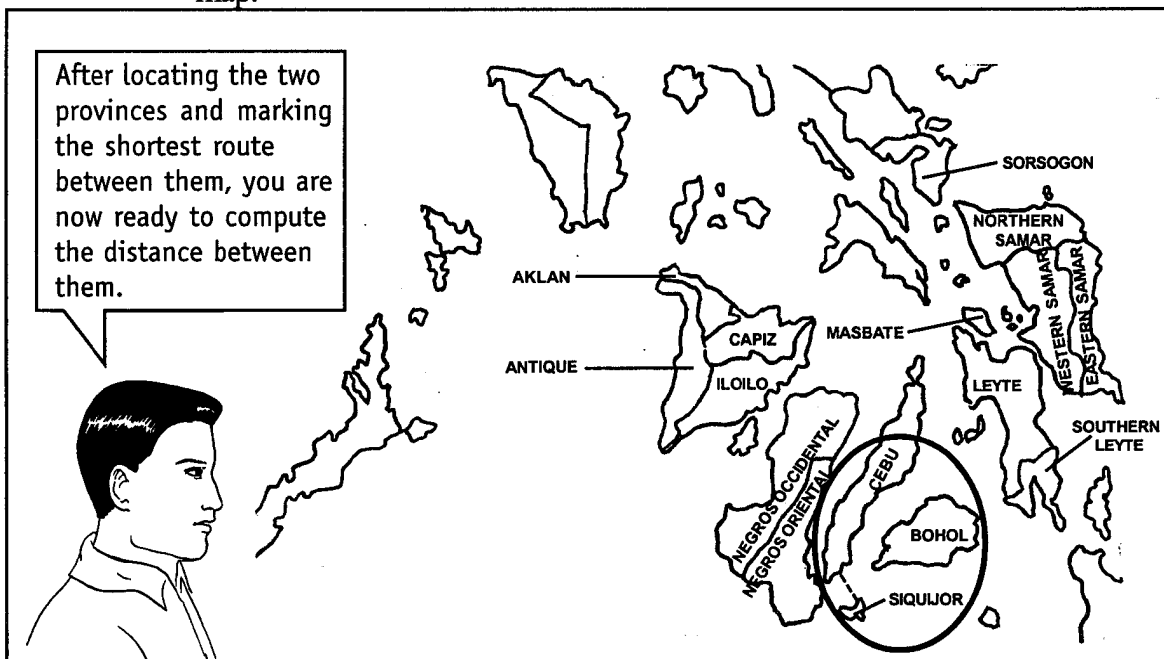 map.
After locating the two
provinces and marking
the shortest route
between them, you are
now ready to compute
the distance between
them.
SORSOGON
NORTHERN
SAMAR
AKLAN
WESTERN SAMAR
EASTERN SAMAR
MASBATE
CAPIZ
ANTIQUE
ILOILO
LEYTE
SOUTHERN
LEYTE
NEGROS OCCIDENTAL
NEGROS ORIENTAL
CEBU
BOHOL
SIQUIJOR